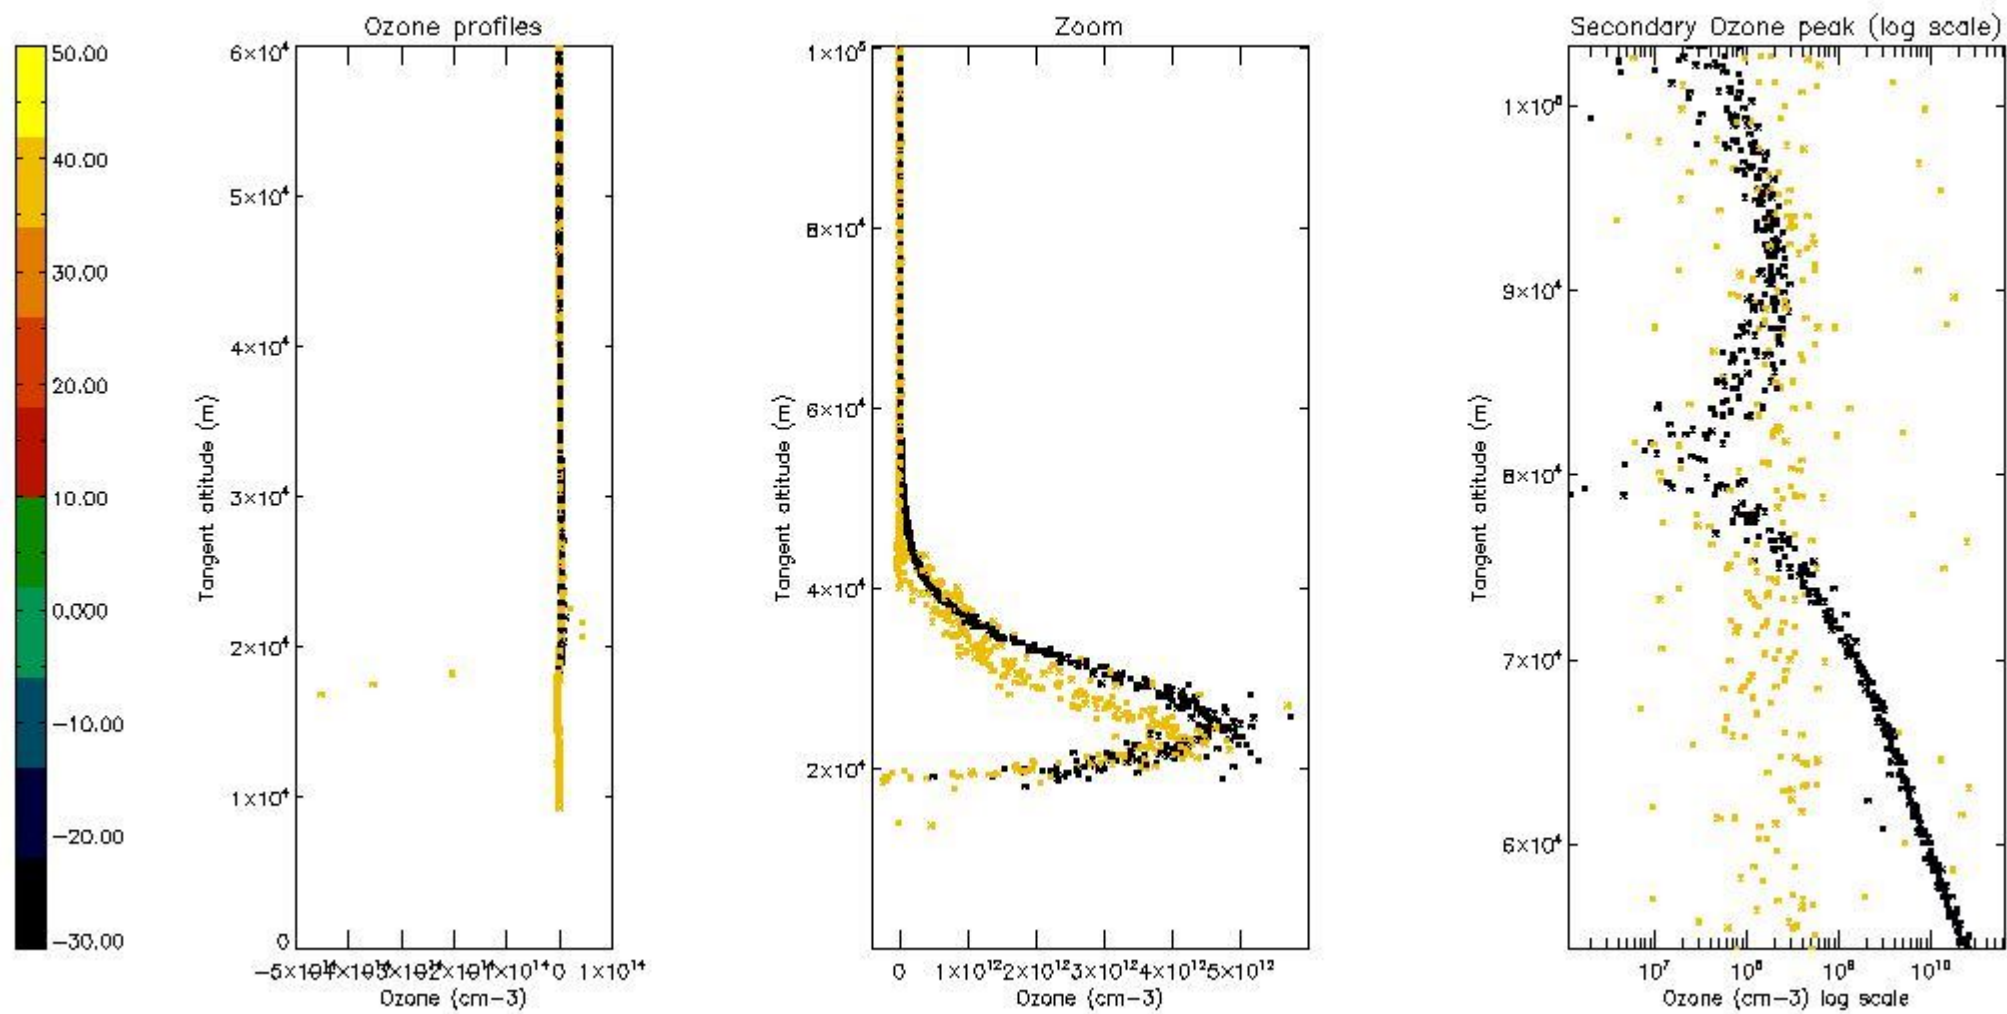 Ozone profiles
Zoom
Secondary Ozone peak (log scale)
50.00
40.00
30.00
20.00
10.00
0.000
−10.00
−20.00
−30.00
6×10⁴
5×10⁴
4×10⁴
3×10⁴
2×10⁴
1×10⁴
0
Tangent altitude (m)
0 1×10¹⁴
Ozone (cm−3)
1×10⁵
8×10⁴
6×10⁴
4×10⁴
2×10⁴
Tangent altitude (m)
0 1×10¹² 2×10¹² 3×10¹² 4×10¹² 5×10¹²
Ozone (cm−3)
9×10⁴
8×10⁴
7×10⁴
6×10⁴
Tangent altitude (m)
10⁷ 10⁸ 10⁹ 10¹⁰
Ozone (cm−3) log scale